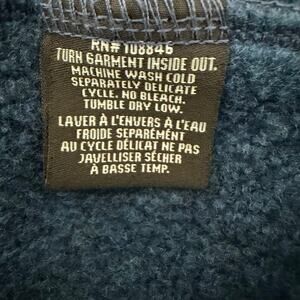 RN# 108846
TURN GARMENT INSIDE OUT.
MACHINE WASH COLD
SEPARATELY DELICATE
CYCLE. NO BLEACH.
TUMBLE DRY LOW.
LAVER À L'ENVERS À L'EAU
FROIDE SEPARÉMENT
AU CYCLE DÉLICAT NE PAS
JAVELLISER SÉCHER
À BASSE TEMP.